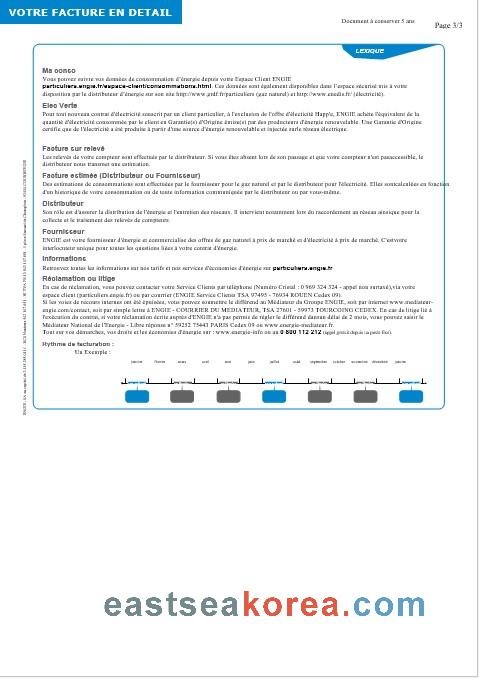 VOTRE FACTURE EN DETAIL
Document à conserver 5 ans
Page 3/3
LEXIQUE
Ma conso
Vous pouvez suivre vos données de consommation d'énergie depuis votre Espace Client ENGIE
particuliers.engie.fr/espace-client/consommations.html. Ces données sont également disponibles dans l'espace sécurisé mis à votre
disposition par le distributeur d'énergie sur son site http://www.grdf.fr/particuliers (gaz naturel) et http://www.enedis.fr/ (électricité).
Elec Verte
Pour tout nouveau contrat d'électricité souscrit par un client particulier, à l'exclusion de l'offre d'électricité Happ'e, ENGIE achète l'équivalent de la
quantité d'électricité consommée par le client en Garantie(s) d'Origine émise(s) par des producteurs d'énergie renouvelable. Une Garantie d'Origine
certifie que de l'électricité a été produite à partir d'une source d'énergie renouvelable et injectée sur le réseau électrique.
Facture sur relevé
Les relevés de votre compteur sont effectués par le distributeur. Si vous êtes absent lors de son passage et que votre compteur n'est pas accessible, le
distributeur nous transmet une estimation.
Facture estimée (Distributeur ou Fournisseur)
Des estimations de consommations sont effectuées par le fournisseur pour le gaz naturel et par le distributeur pour l'électricité. Elles sont calculées en fonction
d'un historique de votre consommation ou de toute information communiquée par le distributeur ou par vous-même.
Distributeur
Son rôle est d'assurer la distribution de l'énergie et l'entretien des réseaux. Il intervient notamment lors du raccordement au réseau ainsi que pour la
collecte et le traitement des relevés de compteurs.
Fournisseur
ENGIE est votre fournisseur d'énergie et commercialise des offres de gaz naturel à prix de marché et d'électricité à prix de marché. C'est votre
interlocuteur unique pour toutes les questions liées à votre contrat d'énergie.
Informations
Retrouvez toutes les informations sur nos tarifs et nos services d'économies d'énergie sur particuliers.engie.fr
Réclamation ou litige
En cas de réclamation, vous pouvez contacter votre Service Clients par téléphone (Numéro Cristal : 0 969 324 324 - appel non surtaxé), via votre
espace client (particuliers.engie.fr) ou par courrier (ENGIE Service Clients TSA 97495 - 76934 ROUEN Cedex 09).
Si les voies de recours internes ont été épuisées, vous pouvez soumettre le différend au Médiateur du Groupe ENGIE, soit par internet www.mediateur-
engie.com/contact, soit par simple lettre à ENGIE - COURRIER DU MEDIATEUR, TSA 27601 - 59973 TOURCOING CEDEX. En cas de litige lié à
l'exécution du contrat, si votre réclamation écrite auprès d'ENGIE n'a pas permis de régler le différend dans un délai de 2 mois, vous pouvez saisir le
Médiateur National de l'Energie - Libre réponse n° 59252 75443 PARIS Cedex 09 ou www.energie-mediateur.fr.
Tout sur vos démarches, vos droits et les économies d'énergie sur : www.energie-info ou au 0 800 112 212 (appel gratuit depuis un poste fixe).
Rythme de facturation :
Un Exemple :
janvier février mars avril mai juin juillet août septembre octobre novembre décembre janvier
eastseakorea.com